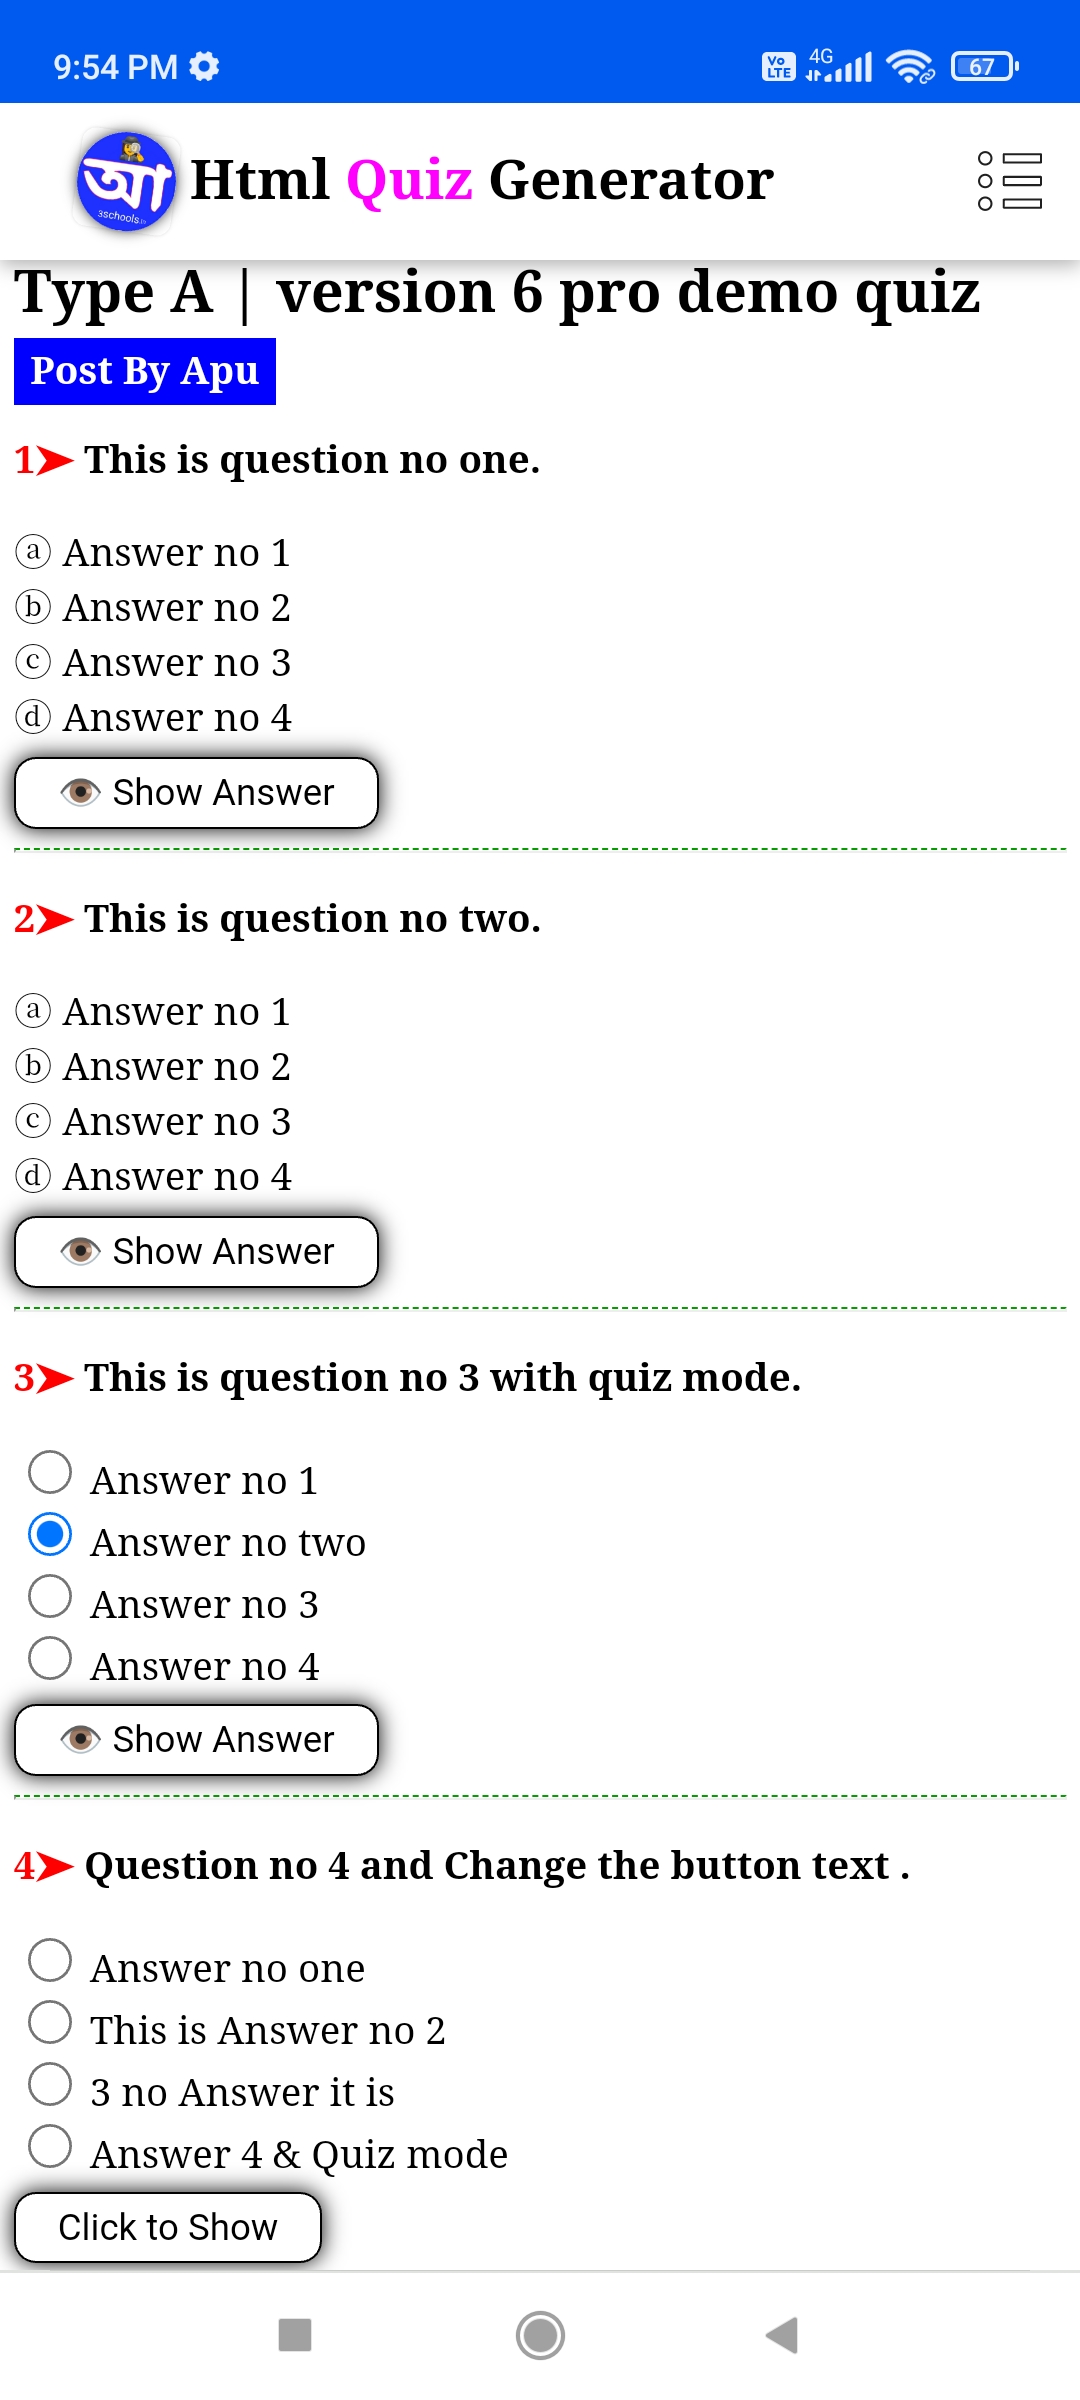 9:54 PM
Vo LTE 4G 67
আ
3schools.in
Html Quiz Generator
Type A | version 6 pro demo quiz
Post By Apu
1➤ This is question no one.
ⓐ Answer no 1
ⓑ Answer no 2
ⓒ Answer no 3
ⓓ Answer no 4
👁️ Show Answer
2➤ This is question no two.
ⓐ Answer no 1
ⓑ Answer no 2
ⓒ Answer no 3
ⓓ Answer no 4
👁️ Show Answer
3➤ This is question no 3 with quiz mode.
Answer no 1
Answer no two
Answer no 3
Answer no 4
👁️ Show Answer
4➤ Question no 4 and Change the button text .
Answer no one
This is Answer no 2
3 no Answer it is
Answer 4 & Quiz mode
Click to Show